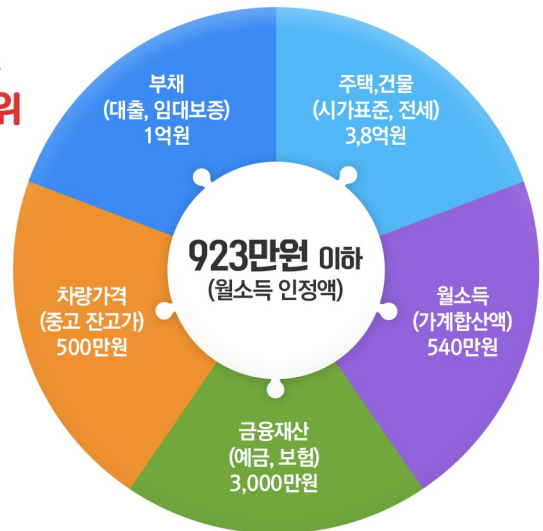 위
부채
(대출, 임대보증)
1억원
주택,건물
(시가표준, 전세)
3,8억원
923만원 이하
(월소득 인정액)
차량가격
(중고 잔고가)
500만원
월소득
(가계합산액)
540만원
금융재산
(예금, 보험)
3,000만원